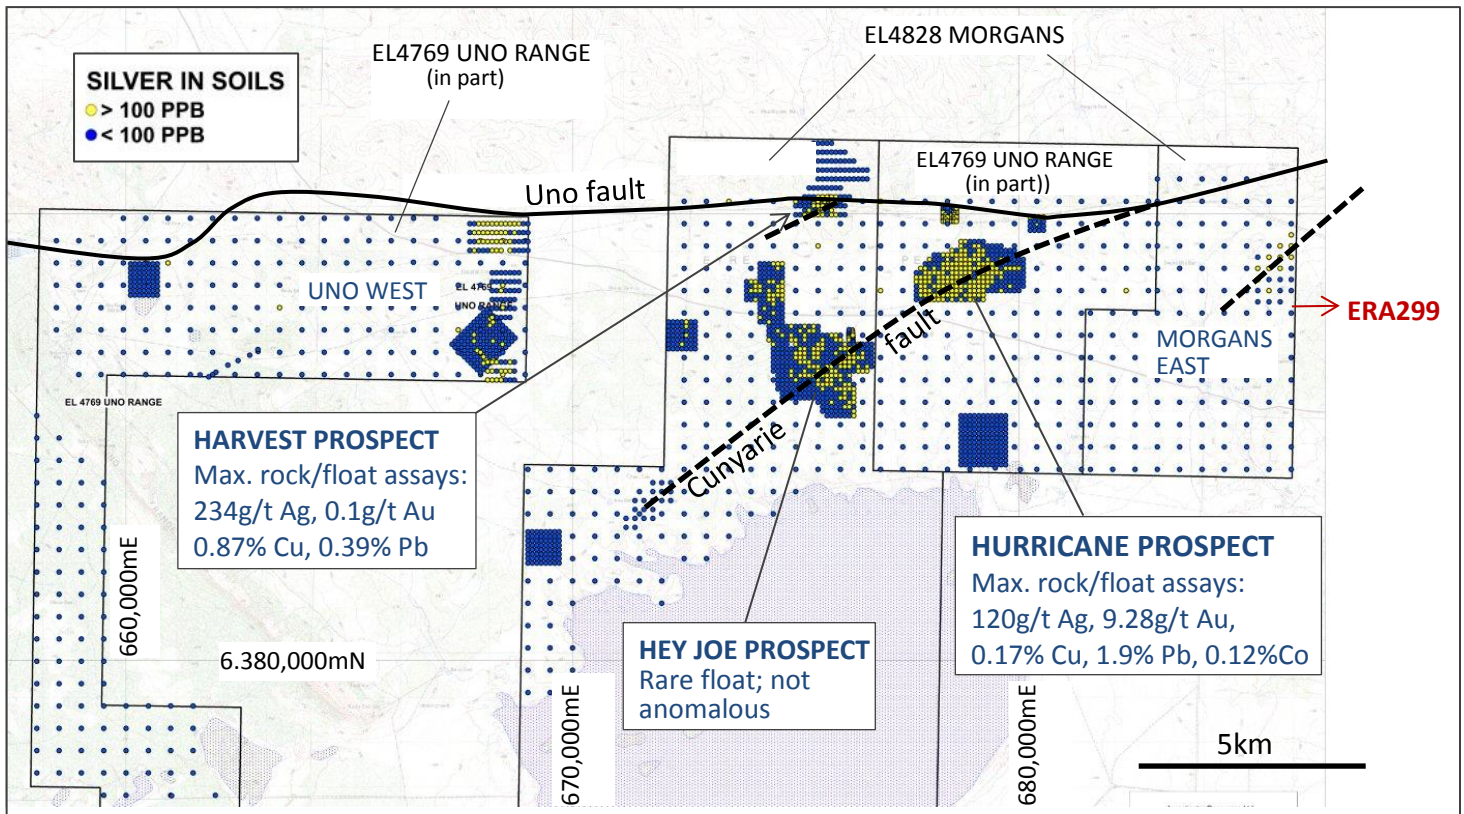 EL4828 MORGANS
EL4769 UNO RANGE
(in part)
SILVER IN SOILS
> 100 PPB
< 100 PPB
EL4769 UNO RANGE
(in part))
Uno fault
UNO WEST
EL 4769
UNO RANGE
ERA299
fault
MORGANS
EAST
EL 4769 UNO RANGE
Cunyarie
HARVEST PROSPECT
Max. rock/float assays:
234g/t Ag, 0.1g/t Au
0.87% Cu, 0.39% Pb
HURRICANE PROSPECT
Max. rock/float assays:
120g/t Ag, 9.28g/t Au,
0.17% Cu, 1.9% Pb, 0.12%Co
HEY JOE PROSPECT
Rare float; not
anomalous
660,000mE
6.380,000mN
670,000mE
680,000mE
5km